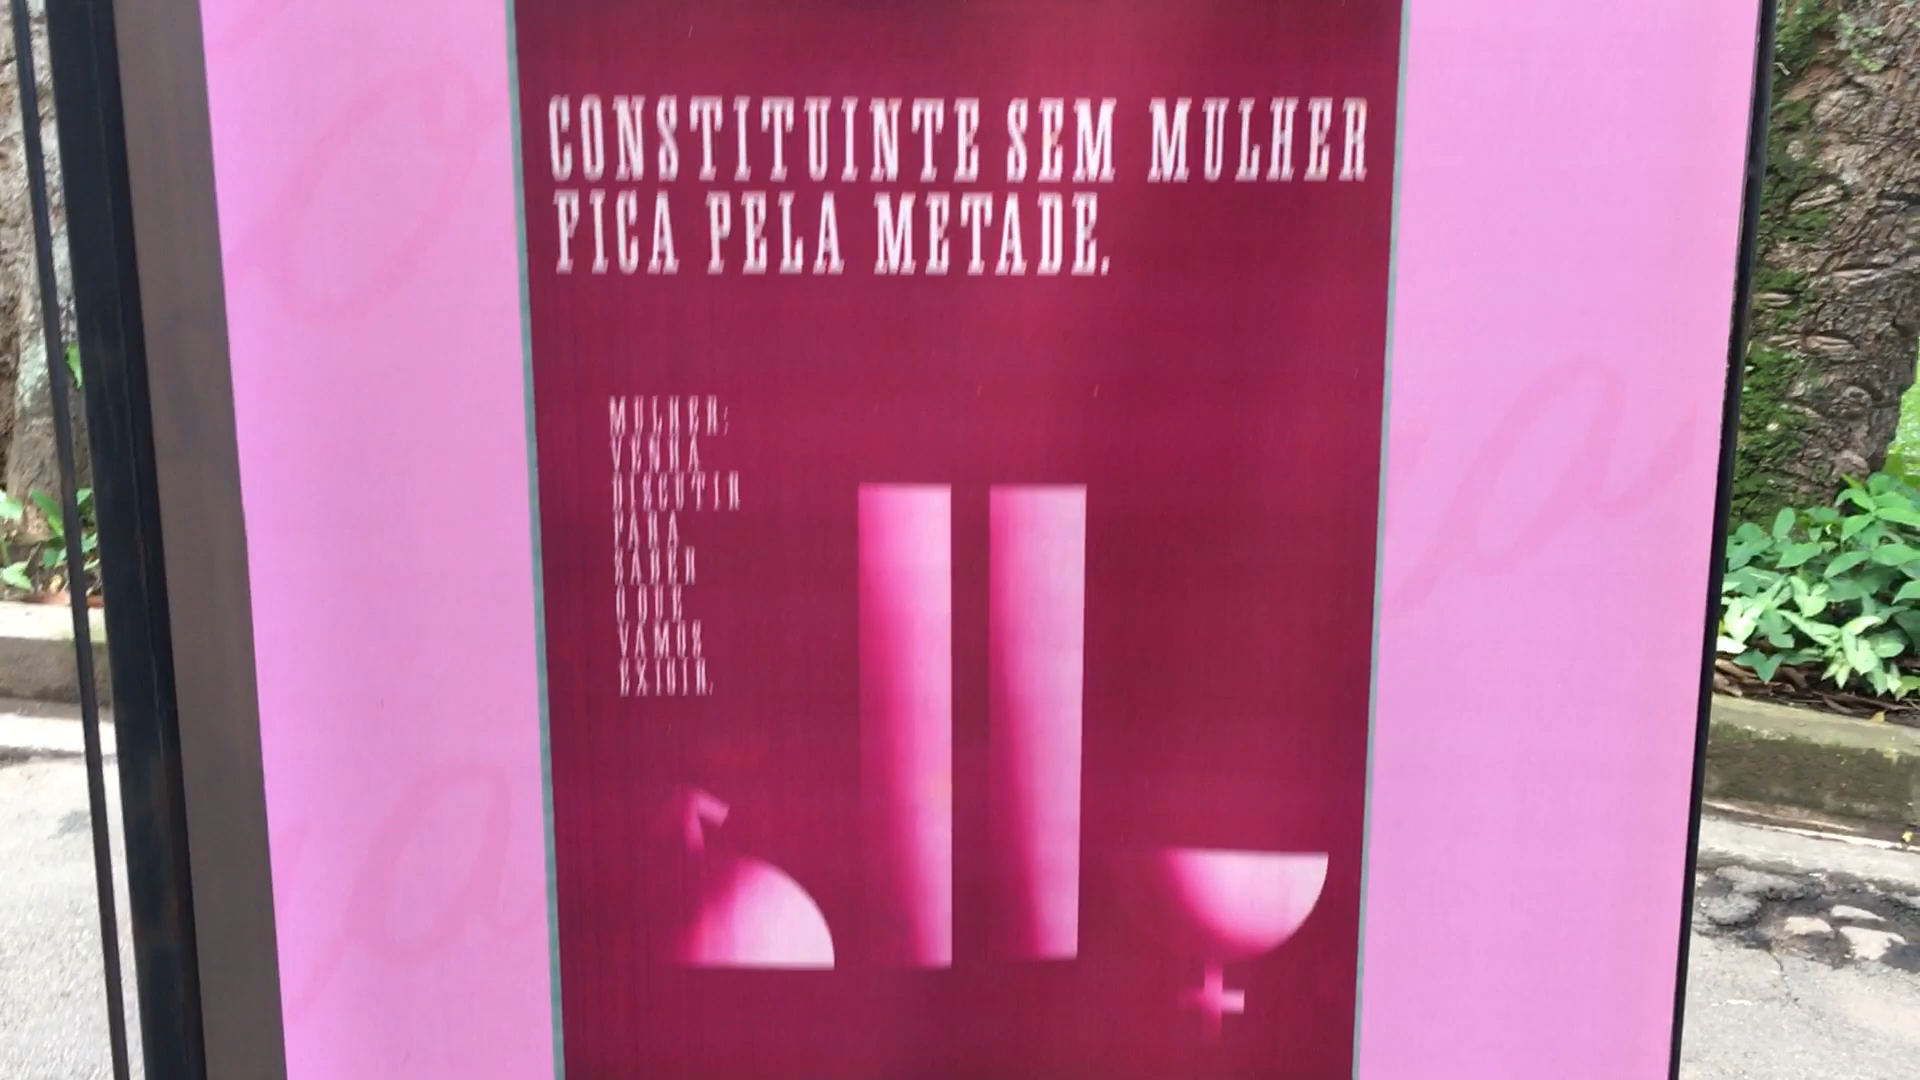 CONSTITUINTE SEM MULHER
FICA PELA METADE.
MULHER;
VENHA
DISCUTIR
PARA
SABER
O QUE
VAMOS
EXIGIR.